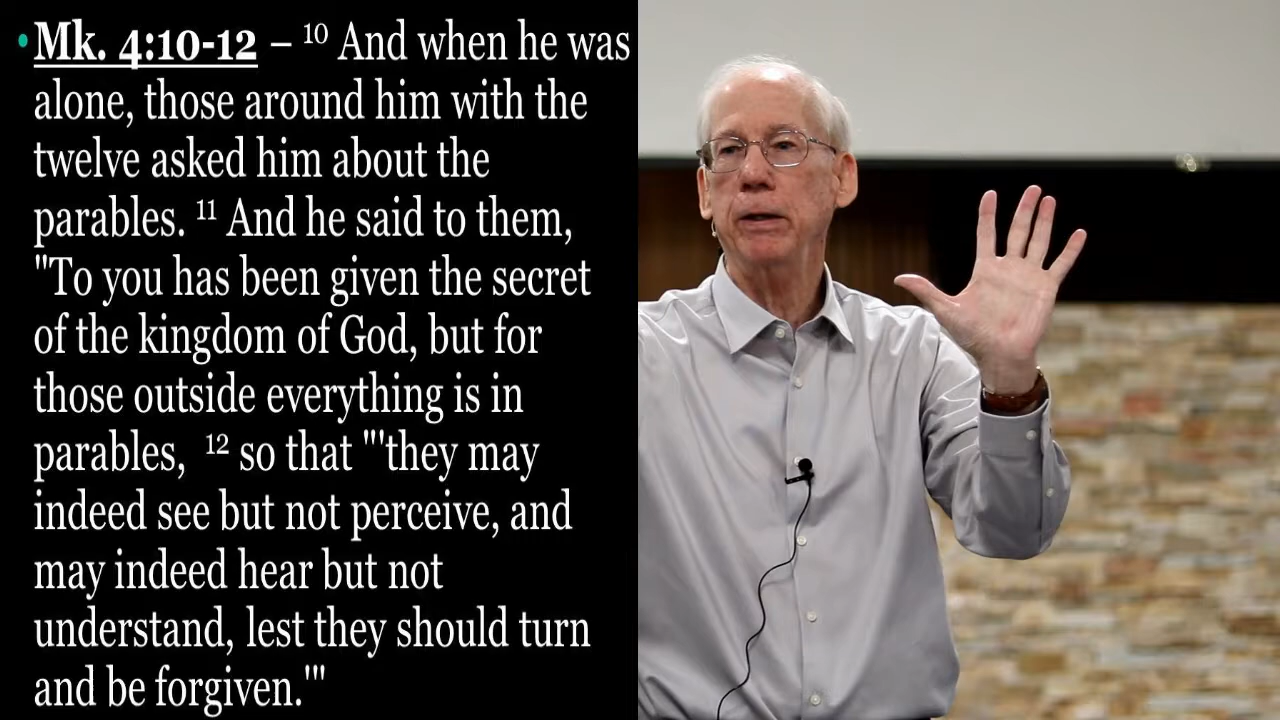 •Mk. 4:10-12 – ¹⁰ And when he was
alone, those around him with the
twelve asked him about the
parables. ¹¹ And he said to them,
"To you has been given the secret
of the kingdom of God, but for
those outside everything is in
parables, ¹² so that "'they may
indeed see but not perceive, and
may indeed hear but not
understand, lest they should turn
and be forgiven.'"